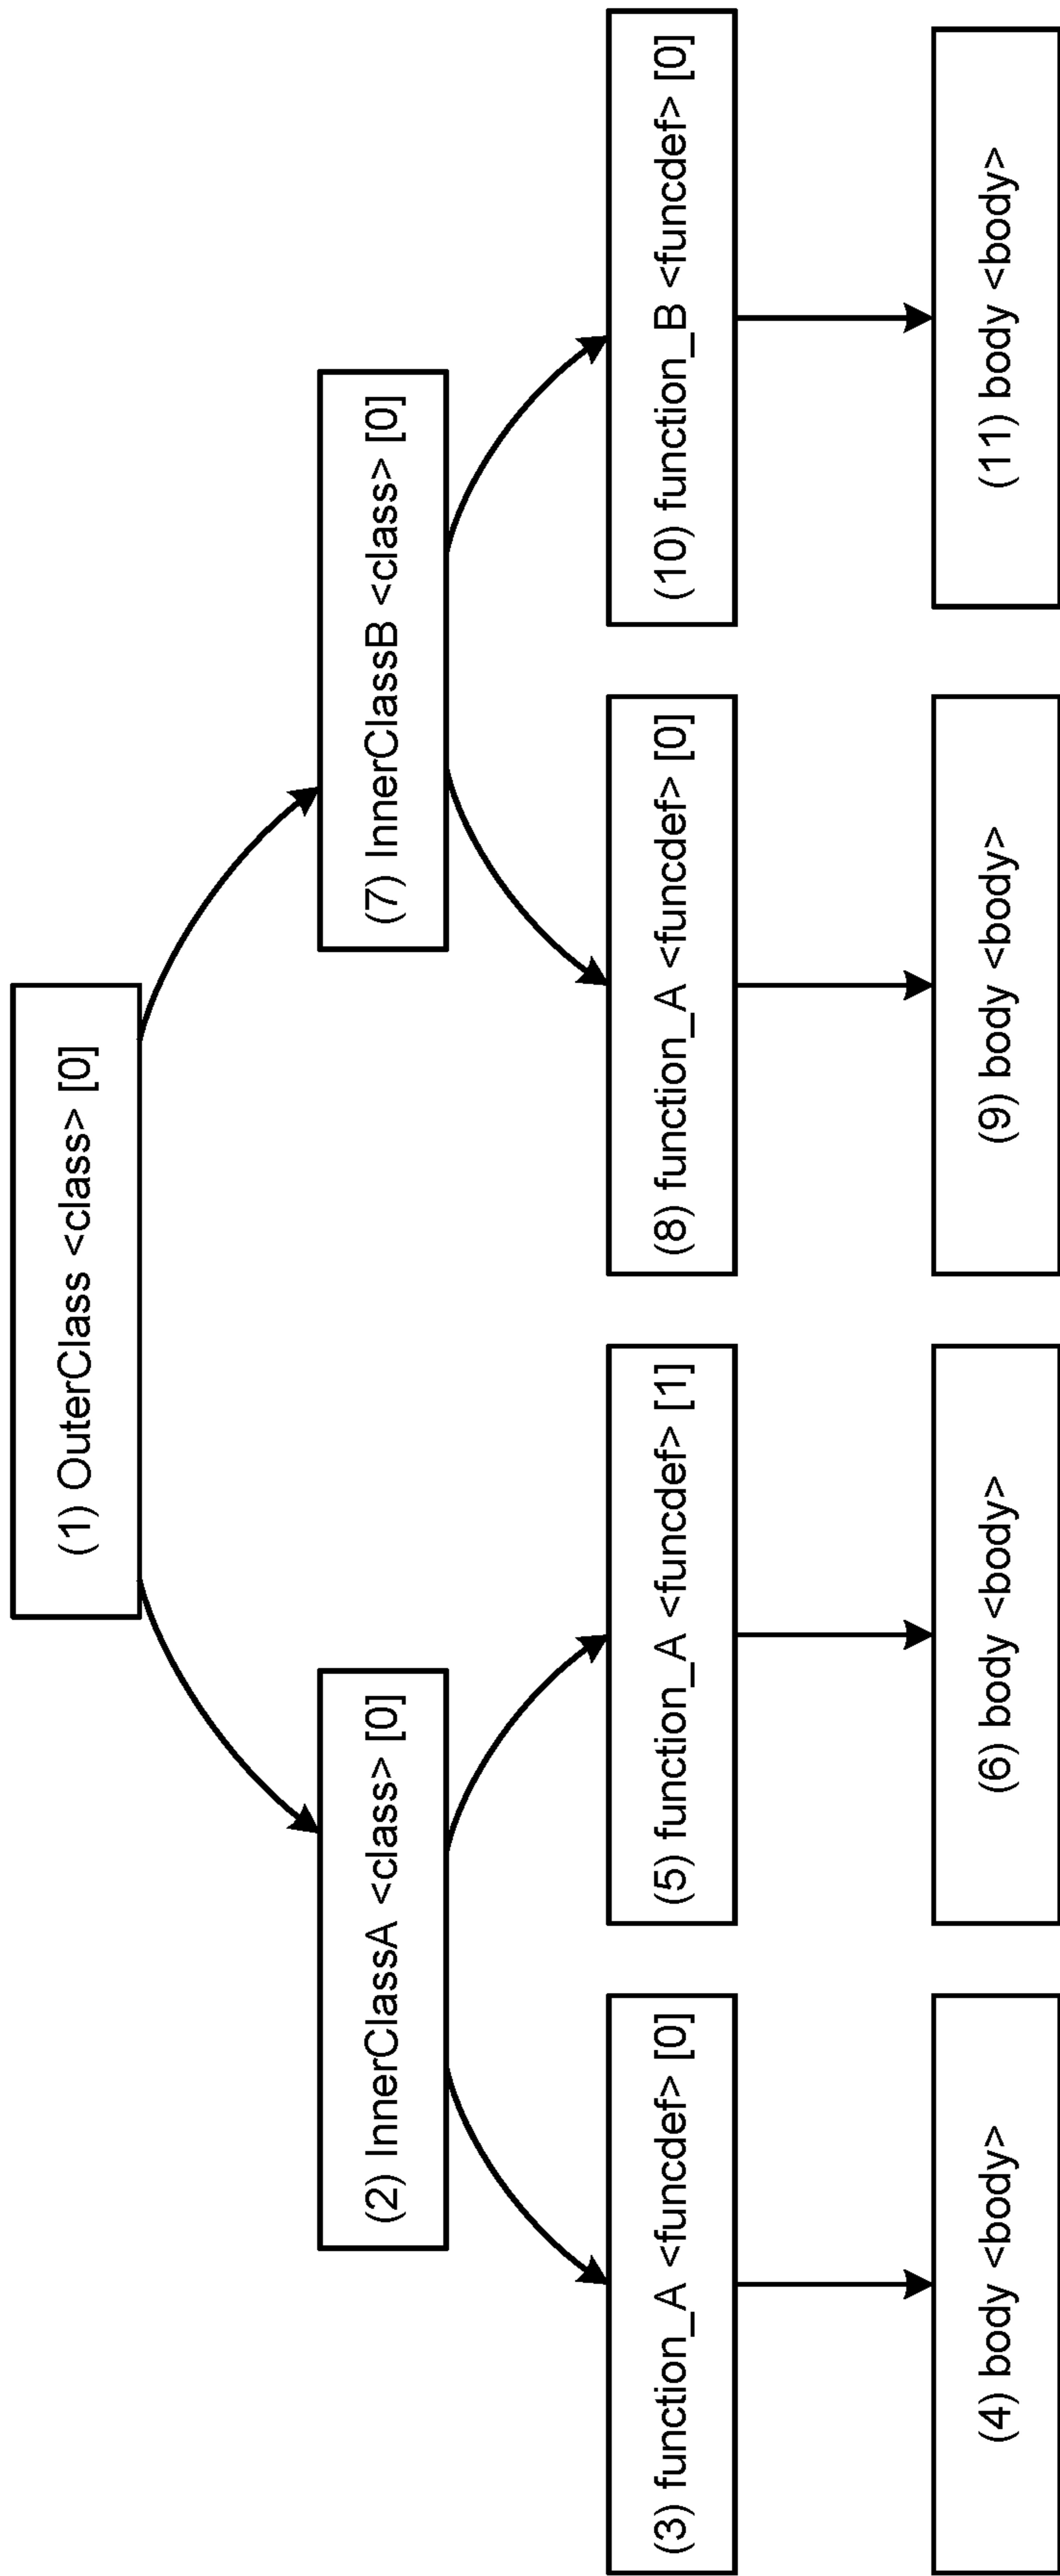 (1) OuterClass <class> [0]
(2) InnerClassA <class> [0]
(7) InnerClassB <class> [0]
(3) function_A <funcdef> [0]
(5) function_A <funcdef> [1]
(8) function_A <funcdef> [0]
(10) function_B <funcdef> [0]
(4) body <body>
(6) body <body>
(9) body <body>
(11) body <body>